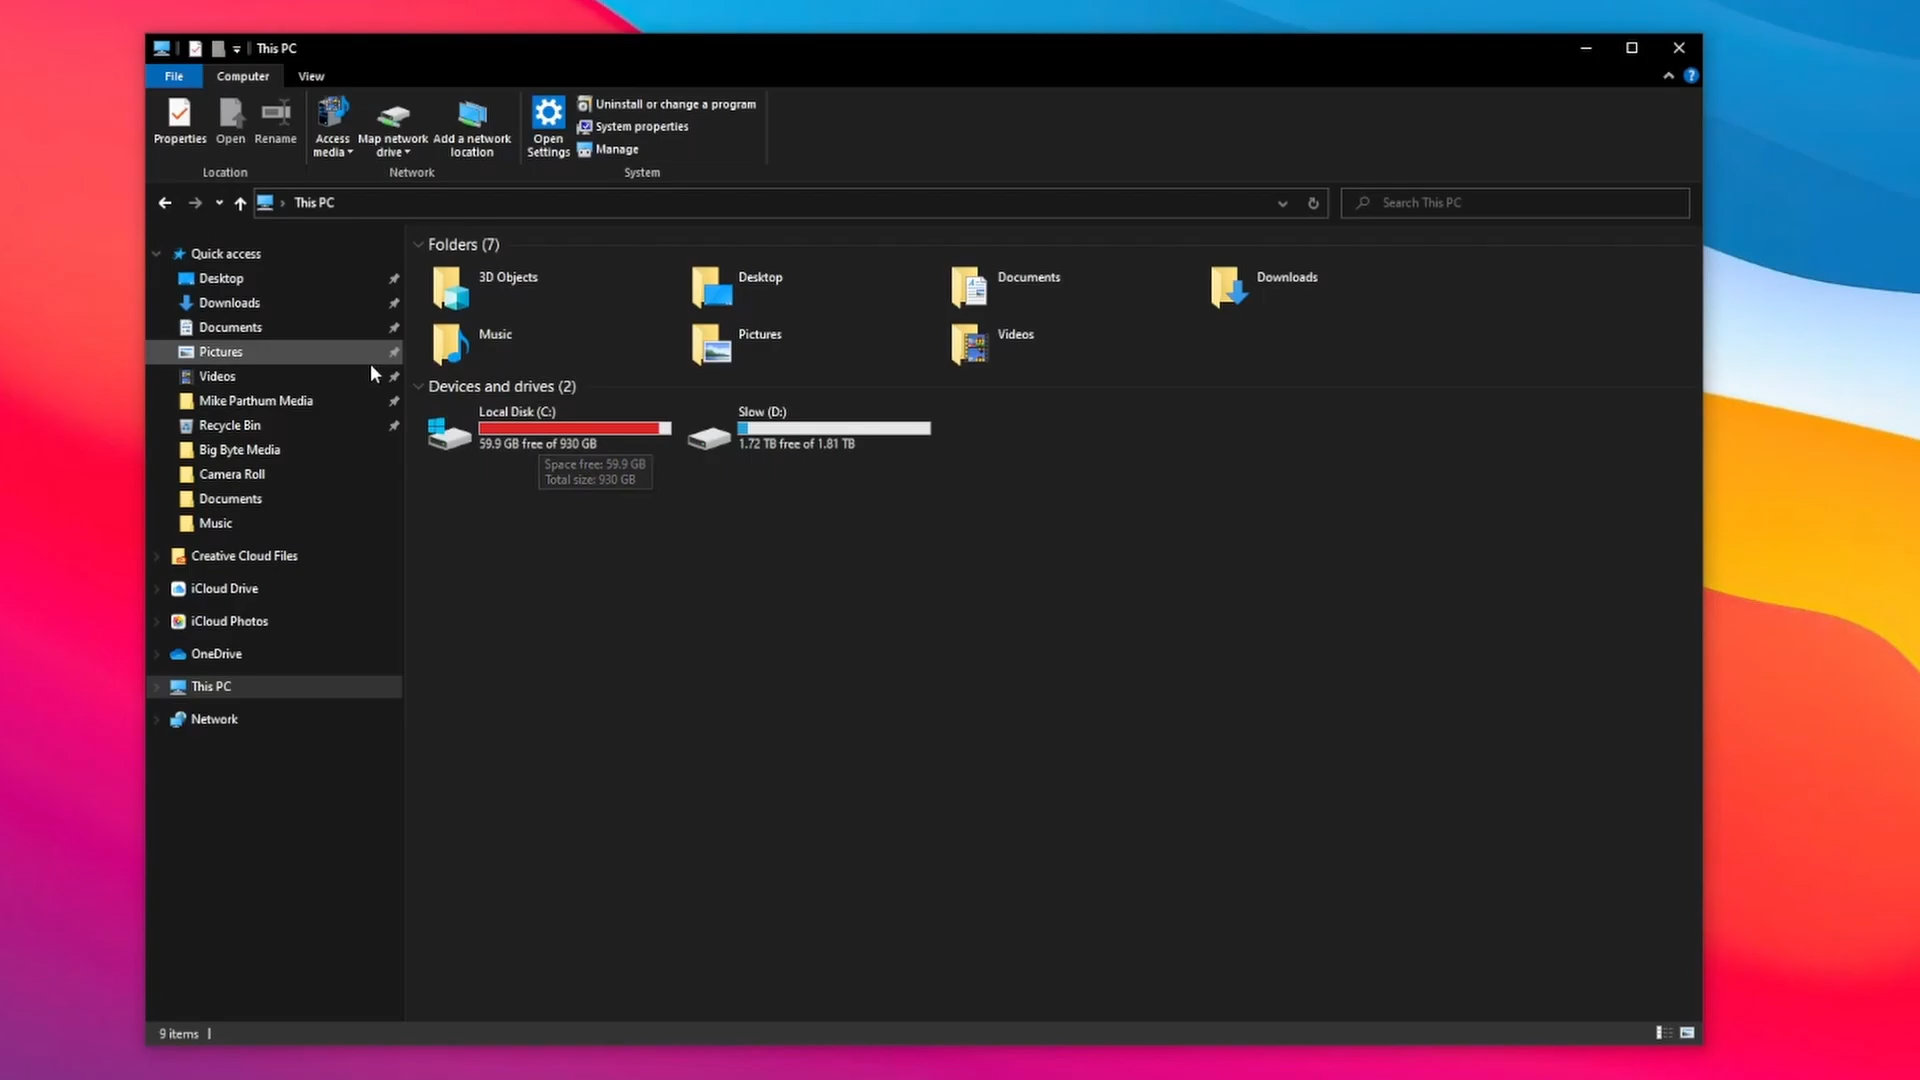 This PC
File Computer View
?
Properties Open Rename Access media Map network drive Add a network location Open Settings
Uninstall or change a program
System properties
Manage
Location Network System
This PC
Search This PC
Quick access
Desktop
Downloads
Documents
Pictures
Videos
Mike Parthum Media
Recycle Bin
Big Byte Media
Camera Roll
Documents
Music
Creative Cloud Files
iCloud Drive
iCloud Photos
OneDrive
This PC
Network
Folders (7)
3D Objects Desktop Documents Downloads
Music Pictures Videos
Devices and drives (2)
Local Disk (C:) Slow (D:)
59.9 GB free of 930 GB 1.72 TB free of 1.81 TB
Space free: 59.9 GB
Total size: 930 GB
9 items